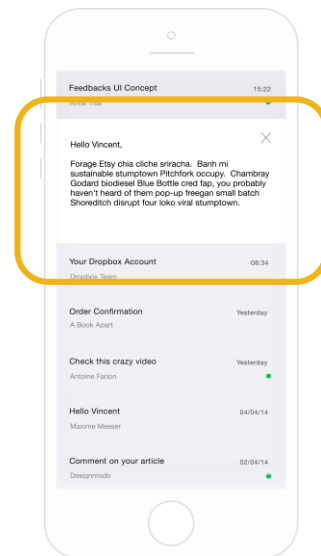 Feedbacks UI Concept 15:22
Anne Thai
Hello Vincent,
Forage Etsy chia cliche sriracha. Banh mi
sustainable stumptown Pitchfork occupy. Chambray
Godard biodiesel Blue Bottle cred fap, you probably
haven't heard of them pop-up freegan small batch
Shoreditch disrupt four loko viral stumptown.
Your Dropbox Account 08:34
Dropbox Team
Order Confirmation Yesterday
A Book Apart
Check this crazy video Yesterday
Antoine Farion
Hello Vincent 04/04/14
Maxime Messer
Comment on your article 02/04/14
Designmodo